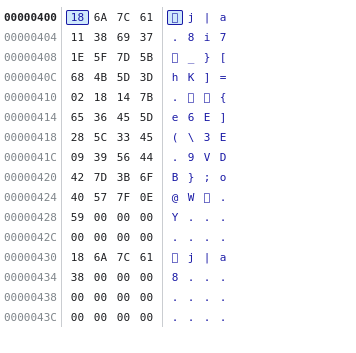 00000400 18 6A 7C 61 ▯ j | a
00000404 11 38 69 37 . 8 i 7
00000408 1E 5F 7D 5B ▯ _ } [
0000040C 68 4B 5D 3D h K ] =
00000410 02 18 14 7B . ▯ ▯ {
00000414 65 36 45 5D e 6 E ]
00000418 28 5C 33 45 ( \ 3 E
0000041C 09 39 56 44 . 9 V D
00000420 42 7D 3B 6F B } ; o
00000424 40 57 7F 0E @ W ▯ .
00000428 59 00 00 00 Y . . .
0000042C 00 00 00 00 . . . .
00000430 18 6A 7C 61 ▯ j | a
00000434 38 00 00 00 8 . . .
00000438 00 00 00 00 . . . .
0000043C 00 00 00 00 . . . .